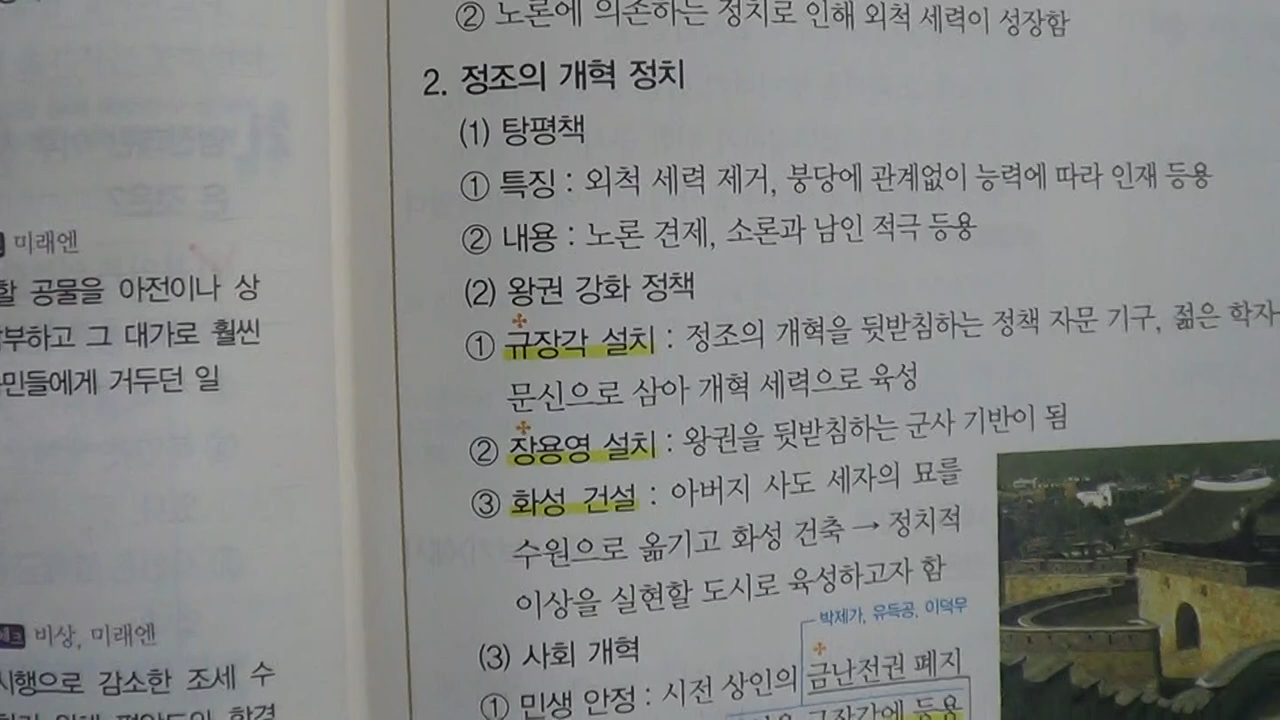 미래엔
할 공물을 아전이나 상
부하고 그 대가로 훨씬
민들에게 거두던 일
비상, 미래엔
시행으로 감소한 조세 수
② 노론에 의존하는 정치로 인해 외척 세력이 성장함
2. 정조의 개혁 정치
(1) 탕평책
① 특징 : 외척 세력 제거, 붕당에 관계없이 능력에 따라 인재 등용
② 내용 : 노론 견제, 소론과 남인 적극 등용
(2) 왕권 강화 정책
① 규장각 설치 : 정조의 개혁을 뒷받침하는 정책 자문 기구, 젊은 학자
문신으로 삼아 개혁 세력으로 육성
② 장용영 설치 : 왕권을 뒷받침하는 군사 기반이 됨
③ 화성 건설 : 아버지 사도 세자의 묘를
수원으로 옮기고 화성 건축 → 정치적
이상을 실현할 도시로 육성하고자 함
박제가, 유득공, 이덕무
(3) 사회 개혁
① 민생 안정 : 시전 상인의 금난전권 폐지
규장각에 등용